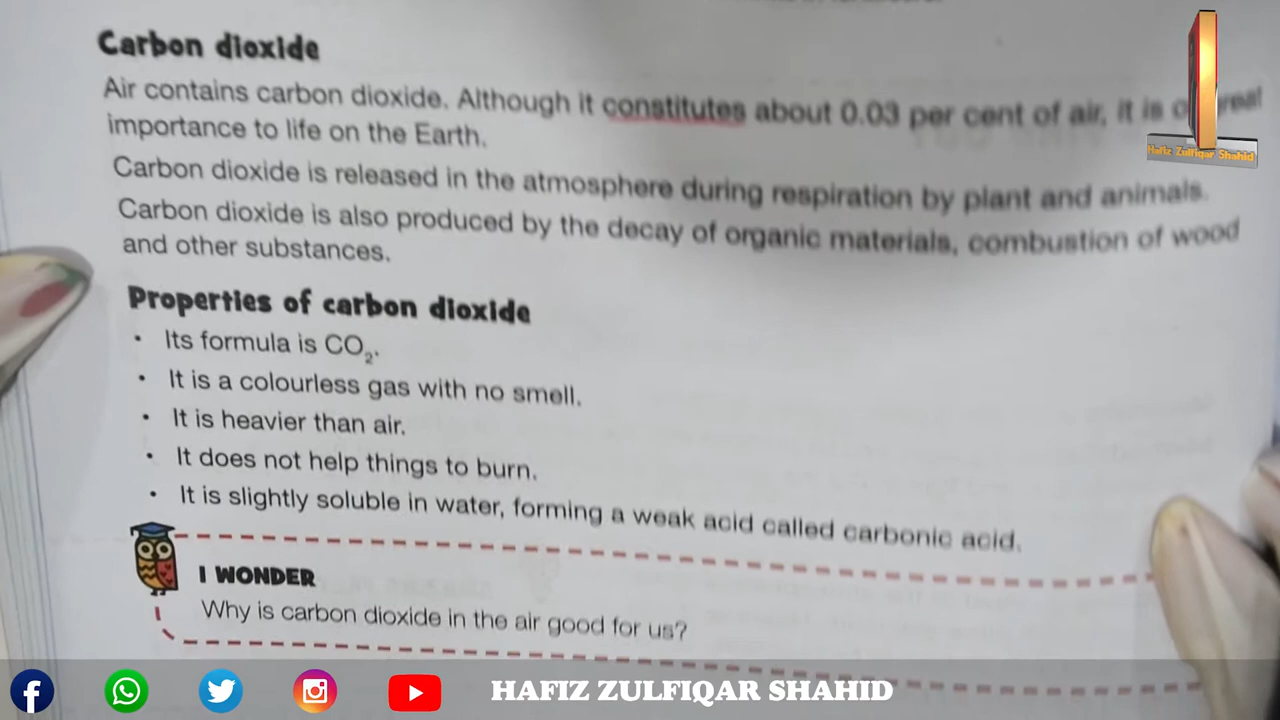 Carbon dioxide
Air contains carbon dioxide. Although it constitutes about 0.03 per cent of air, it is
importance to life on the Earth.
Carbon dioxide is released in the atmosphere during respiration by plant and animals.
Carbon dioxide is also produced by the decay of organic materials, combustion of wood
and other substances.
Properties of carbon dioxide
• Its formula is CO₂.
• It is a colourless gas with no smell.
• It is heavier than air.
• It does not help things to burn.
• It is slightly soluble in water, forming a weak acid called carbonic acid.
I WONDER
Why is carbon dioxide in the air good for us?
Hafiz Zulfiqar Shahid
HAFIZ ZULFIQAR SHAHID